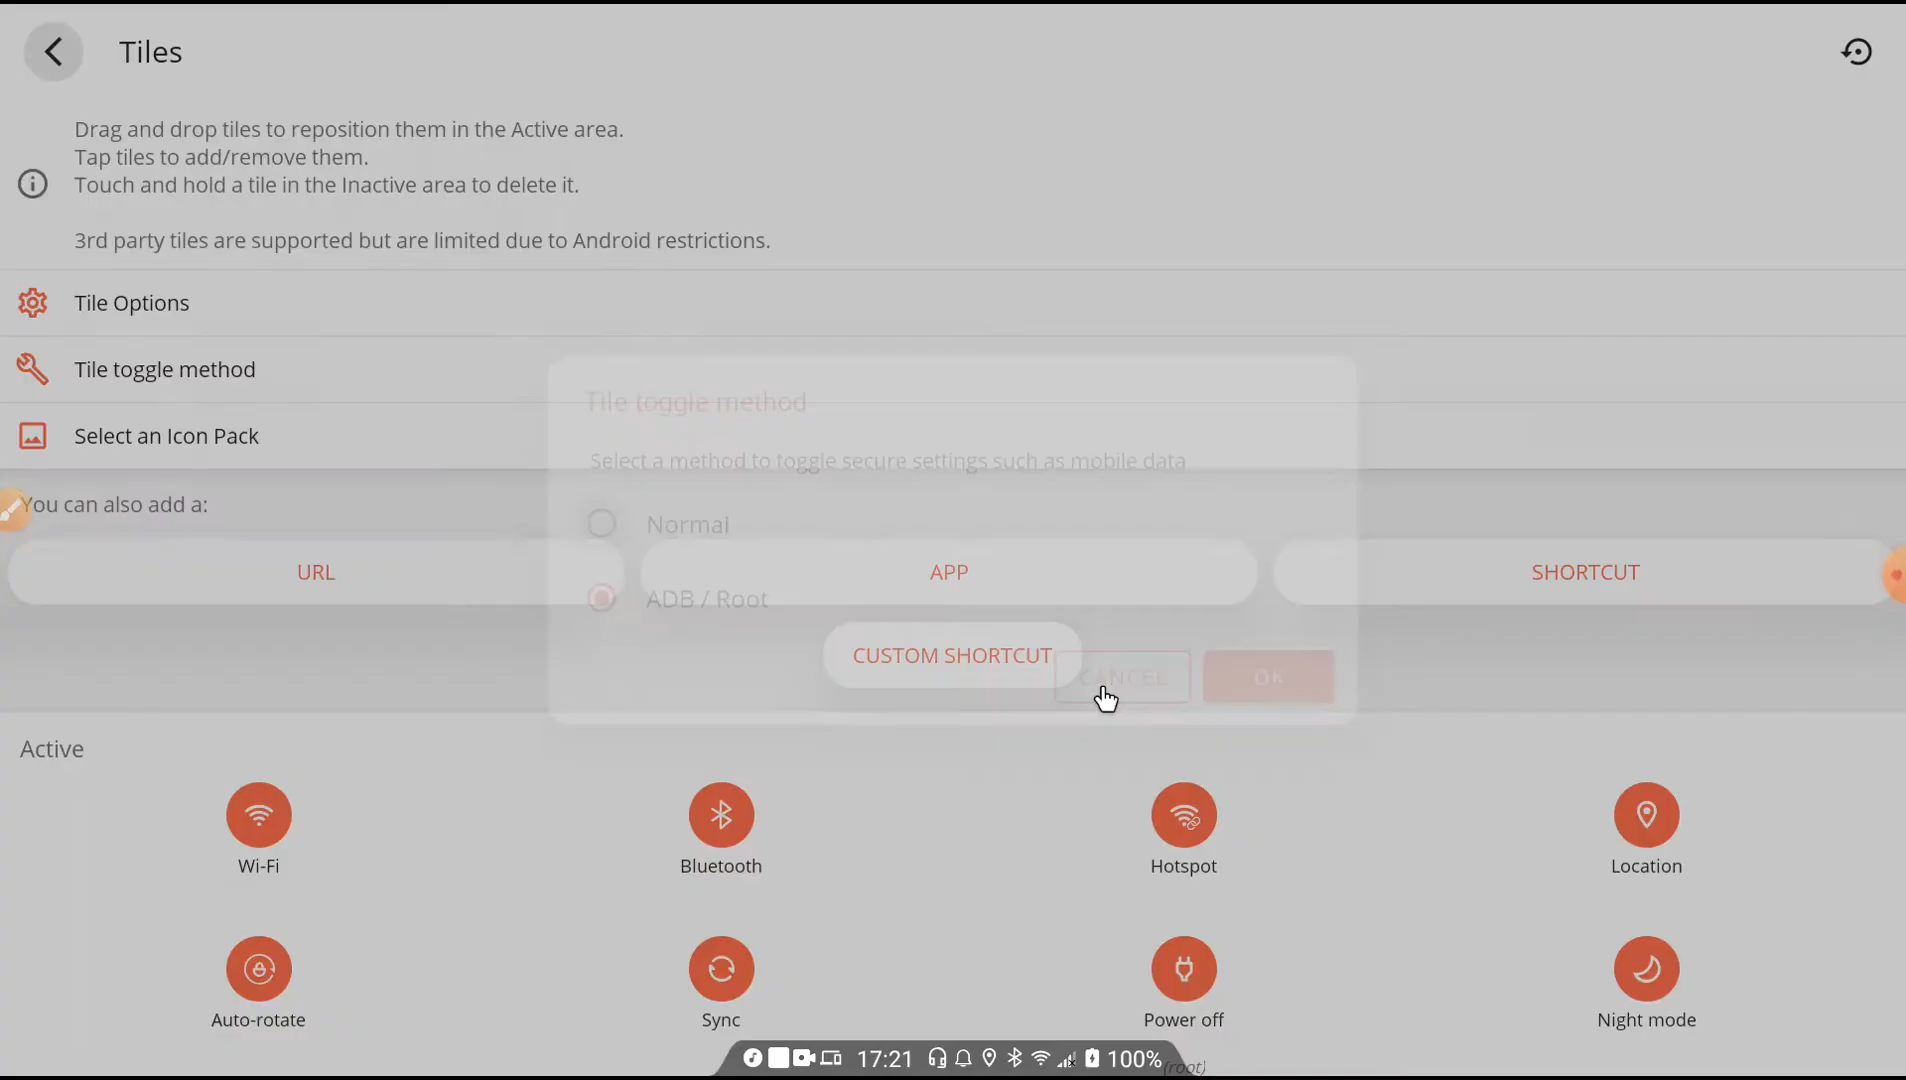 Tiles
Drag and drop tiles to reposition them in the Active area.
Tap tiles to add/remove them.
Touch and hold a tile in the Inactive area to delete it.
3rd party tiles are supported but are limited due to Android restrictions.
Tile Options
Tile toggle method
Select an Icon Pack
Tile toggle method
Select a method to toggle secure settings such as mobile data
Normal
ADB / Root
CANCEL
OK
You can also add a:
URL
APP
SHORTCUT
CUSTOM SHORTCUT
Active
Wi-Fi
Bluetooth
Hotspot
Location
Auto-rotate
Sync
Power off
Night mode
(root)
17:21
100%